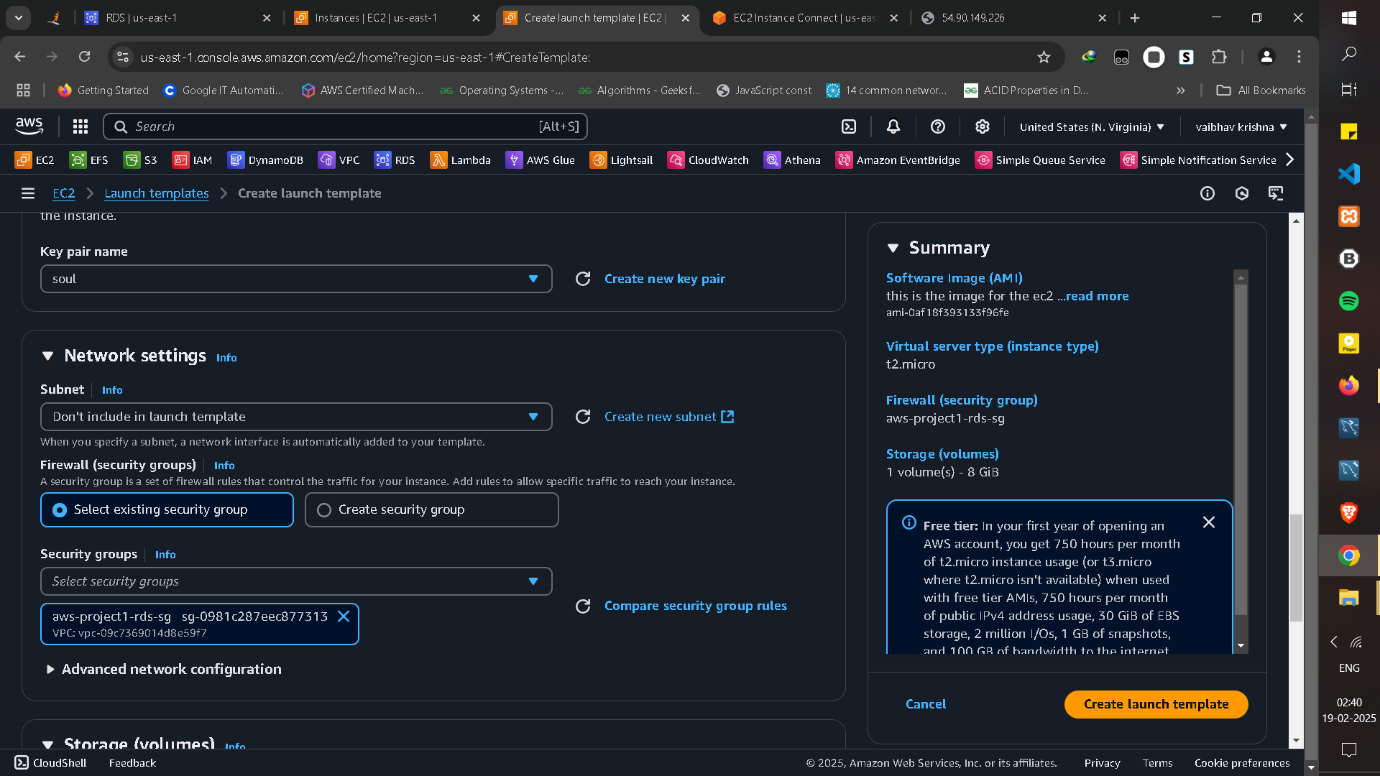 RDS | us-east-1
Instances | EC2 | us-east-1
Create launch template | EC2 |
EC2 Instance Connect | us-eas
54.90.149.226
us-east-1.console.aws.amazon.com/ec2/home?region=us-east-1#CreateTemplate:
Getting Started
Google IT Automati...
AWS Certified Mach...
Operating Systems -...
Algorithms - Geeksf...
JavaScript const
14 common networ...
ACID Properties in D...
All Bookmarks
aws
Search
[Alt+S]
United States (N. Virginia)
vaibhav krishna
EC2
EFS
S3
IAM
DynamoDB
VPC
RDS
Lambda
AWS Glue
Lightsail
CloudWatch
Athena
Amazon EventBridge
Simple Queue Service
Simple Notification Service
EC2
Launch templates
Create launch template
the instance.
Key pair name
soul
Create new key pair
Network settings Info
Subnet Info
Don't include in launch template
Create new subnet
When you specify a subnet, a network interface is automatically added to your template.
Firewall (security groups) Info
A security group is a set of firewall rules that control the traffic for your instance. Add rules to allow specific traffic to reach your instance.
Select existing security group
Create security group
Security groups Info
Select security groups
aws-project1-rds-sg sg-0981c287eec877313
VPC: vpc-09c7369014d8e59f7
Compare security group rules
Advanced network configuration
Storage (volumes) Info
Summary
Software Image (AMI)
this is the image for the ec2 ...read more
ami-0af18f393133f96fe
Virtual server type (instance type)
t2.micro
Firewall (security group)
aws-project1-rds-sg
Storage (volumes)
1 volume(s) - 8 GiB
Free tier: In your first year of opening an
AWS account, you get 750 hours per month
of t2.micro instance usage (or t3.micro
where t2.micro isn't available) when used
with free tier AMIs, 750 hours per month
of public IPv4 address usage, 30 GiB of EBS
storage, 2 million I/Os, 1 GB of snapshots,
and 100 GB of bandwidth to the internet
Cancel
Create launch template
CloudShell
Feedback
© 2025, Amazon Web Services, Inc. or its affiliates.
Privacy
Terms
Cookie preferences
ENG
02:40
19-02-2025